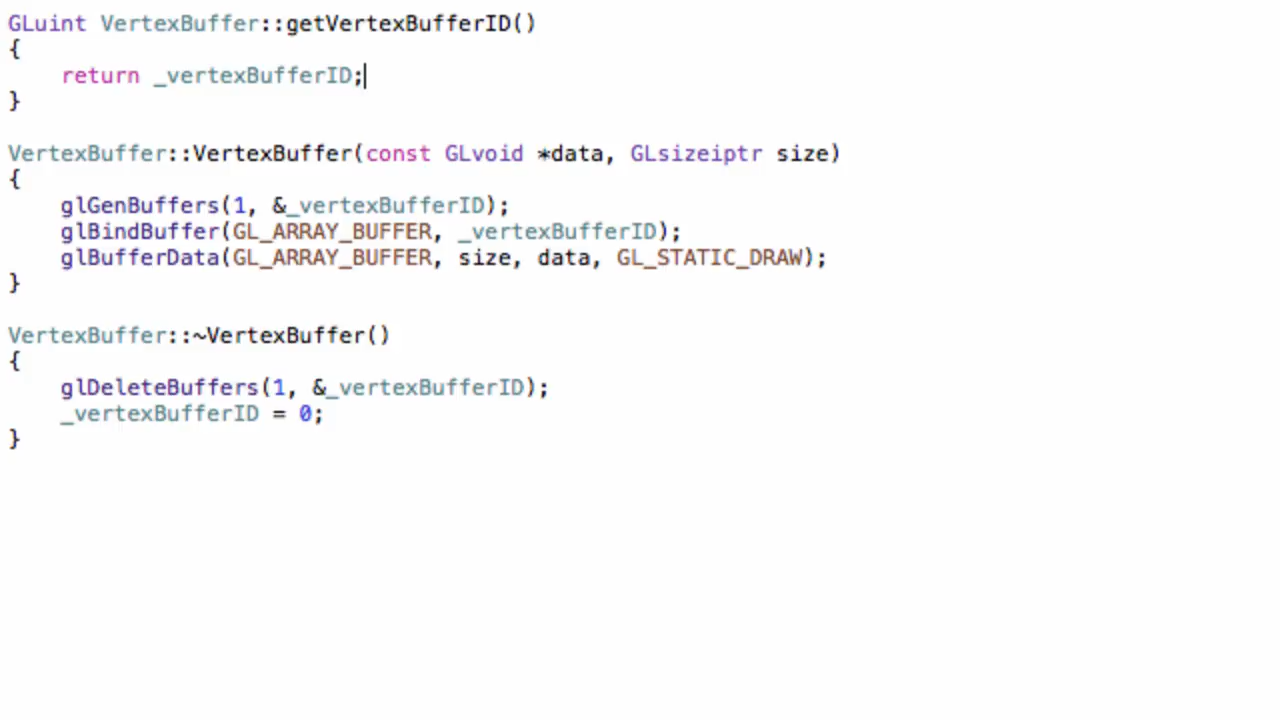 GLuint VertexBuffer::getVertexBufferID()
{
    return _vertexBufferID;
}
VertexBuffer::VertexBuffer(const GLvoid *data, GLsizeiptr size)
{
    glGenBuffers(1, &_vertexBufferID);
    glBindBuffer(GL_ARRAY_BUFFER, _vertexBufferID);
    glBufferData(GL_ARRAY_BUFFER, size, data, GL_STATIC_DRAW);
}
VertexBuffer::~VertexBuffer()
{
    glDeleteBuffers(1, &_vertexBufferID);
    _vertexBufferID = 0;
}